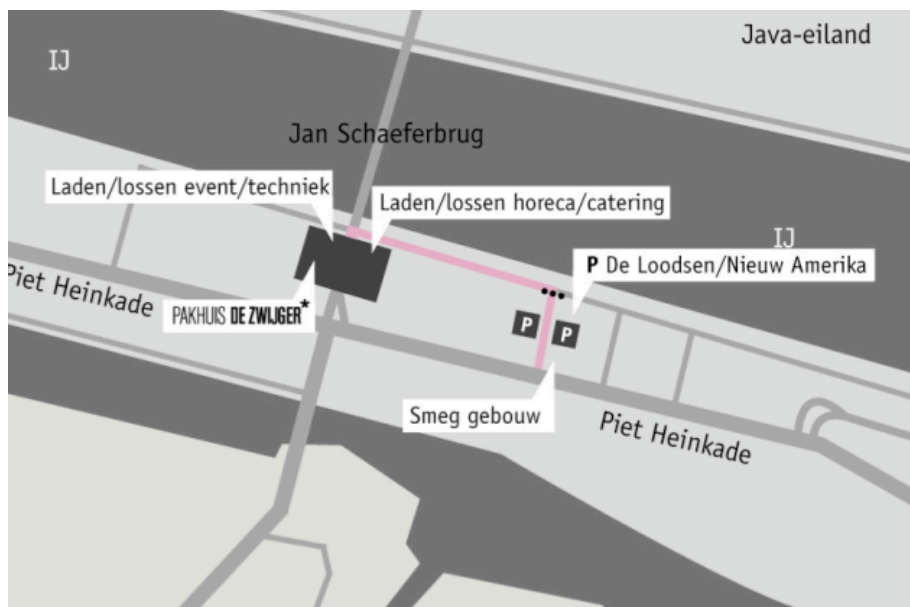 Java-eiland
IJ
Jan Schaeferbrug
Laden/lossen event/techniek
Laden/lossen horeca/catering
IJ
P De Loodsen/Nieuw Amerika
Piet Heinkade
PAKHUIS DE ZWIJGER*
P
P
Smeg gebouw
Piet Heinkade